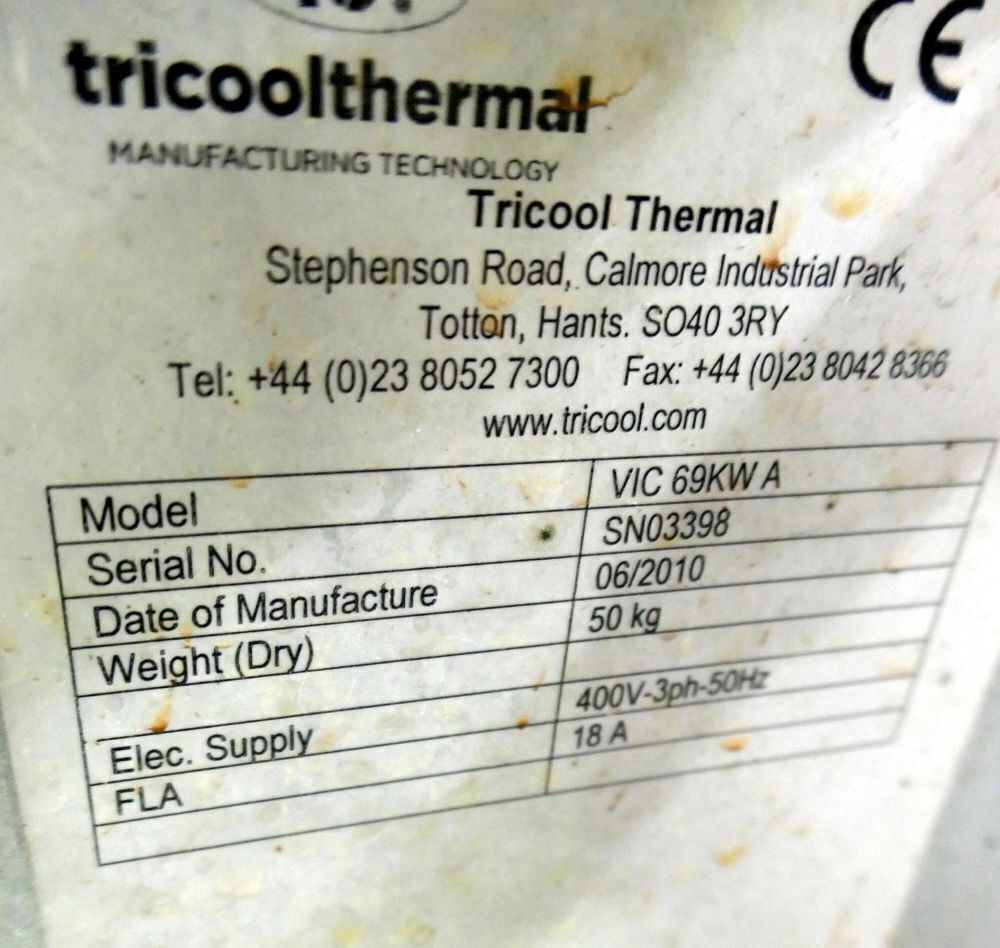 CE
tricoolthermal
MANUFACTURING TECHNOLOGY
Tricool Thermal
Stephenson Road, Calmore Industrial Park,
Totton, Hants. SO40 3RY
Tel: +44 (0)23 8052 7300 Fax: +44 (0)23 8042 8366
www.tricool.com
Model VIC 69KW A
Serial No. SN03398
Date of Manufacture 06/2010
Weight (Dry) 50 kg
Elec. Supply 400V-3ph-50Hz
FLA 18 A